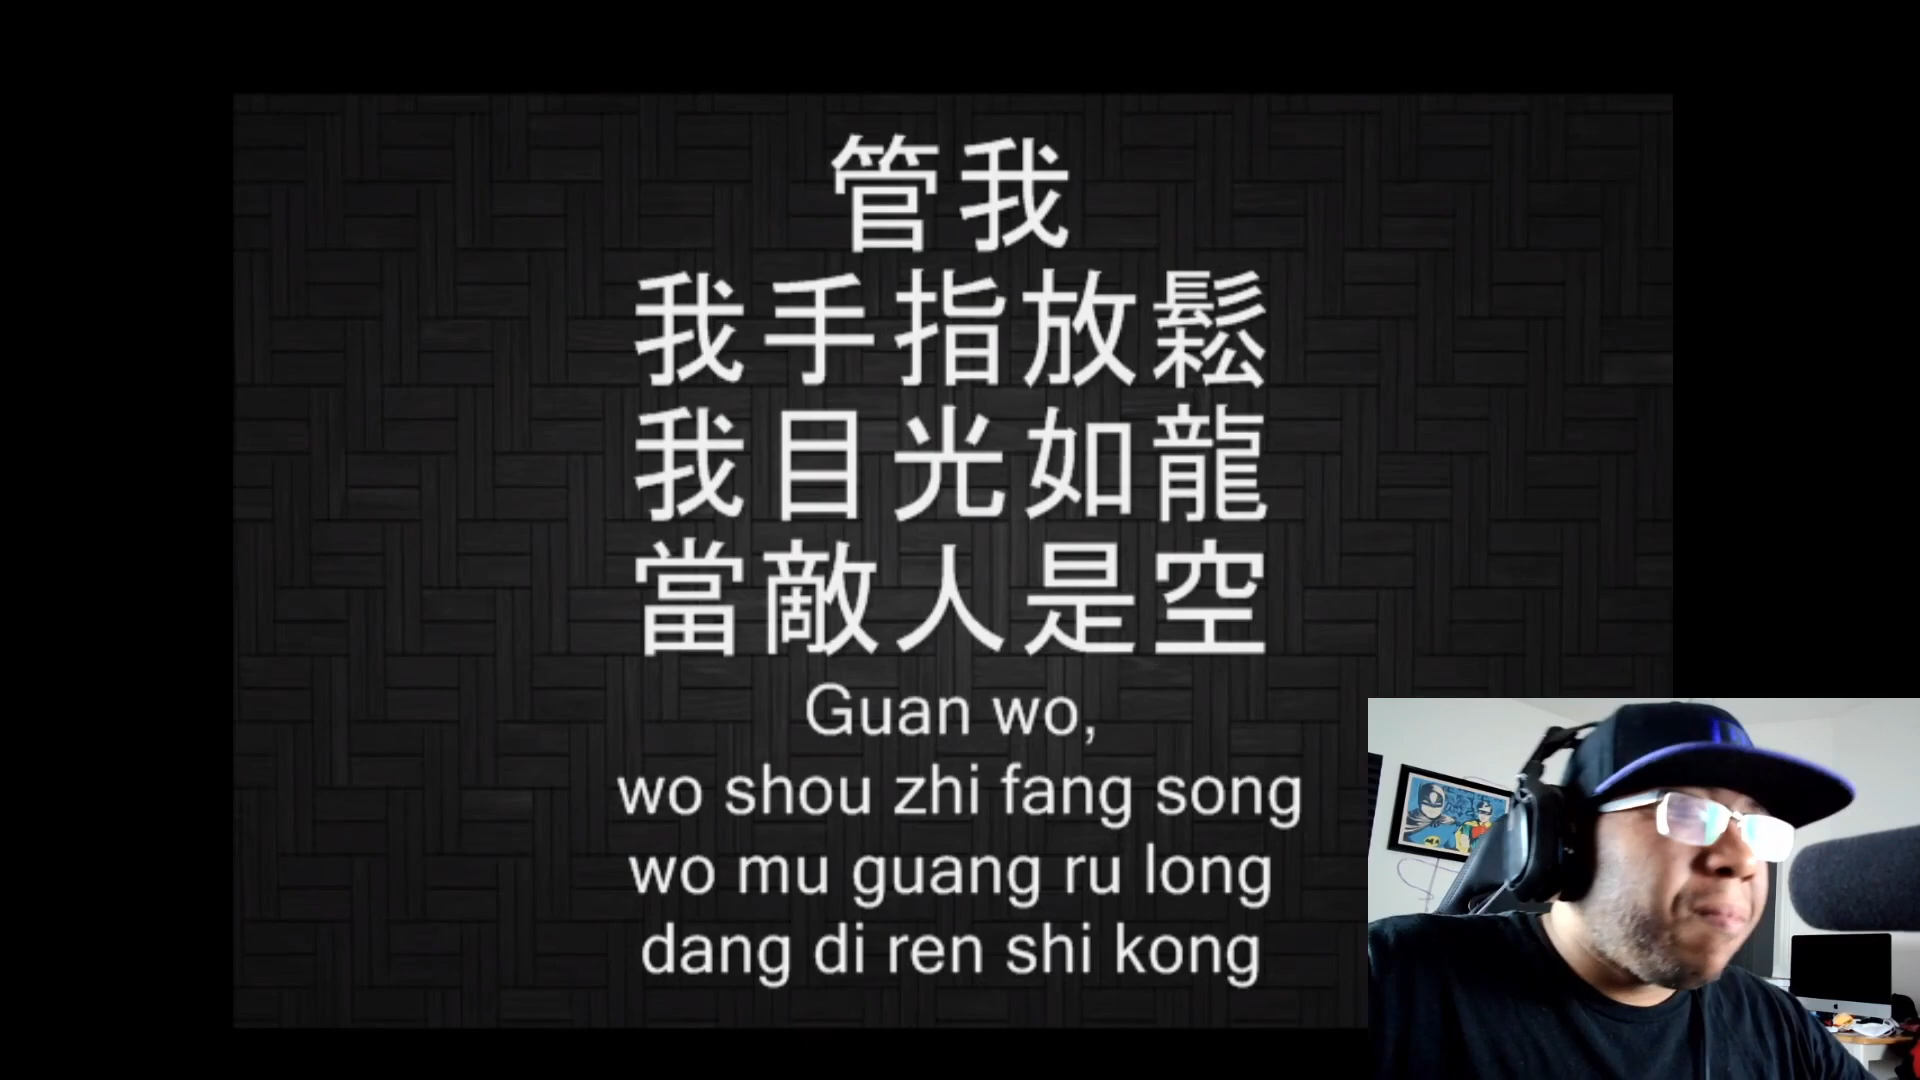 管我
我手指放鬆
我目光如龍
當敵人是空
Guan wo,
wo shou zhi fang song
wo mu guang ru long
dang di ren shi kong